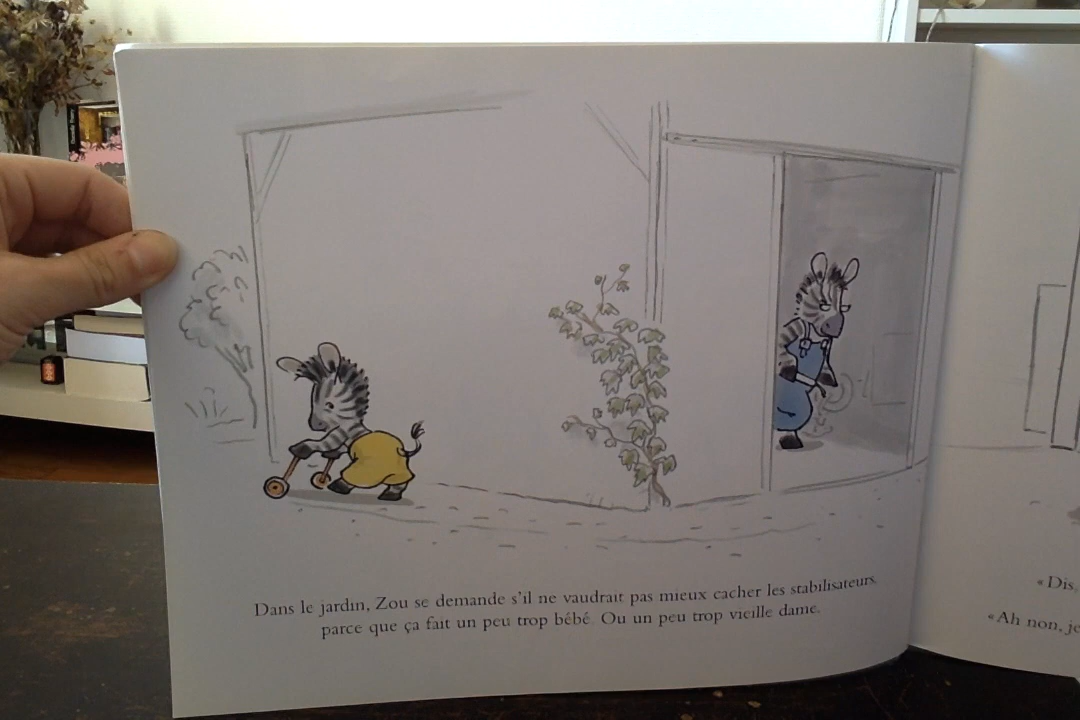 Dans le jardin, Zou se demande s'il ne vaudrait pas mieux cacher les stabilisateurs,
parce que ça fait un peu trop bébé. Ou un peu trop vieille dame.
« Dis,
« Ah non, je